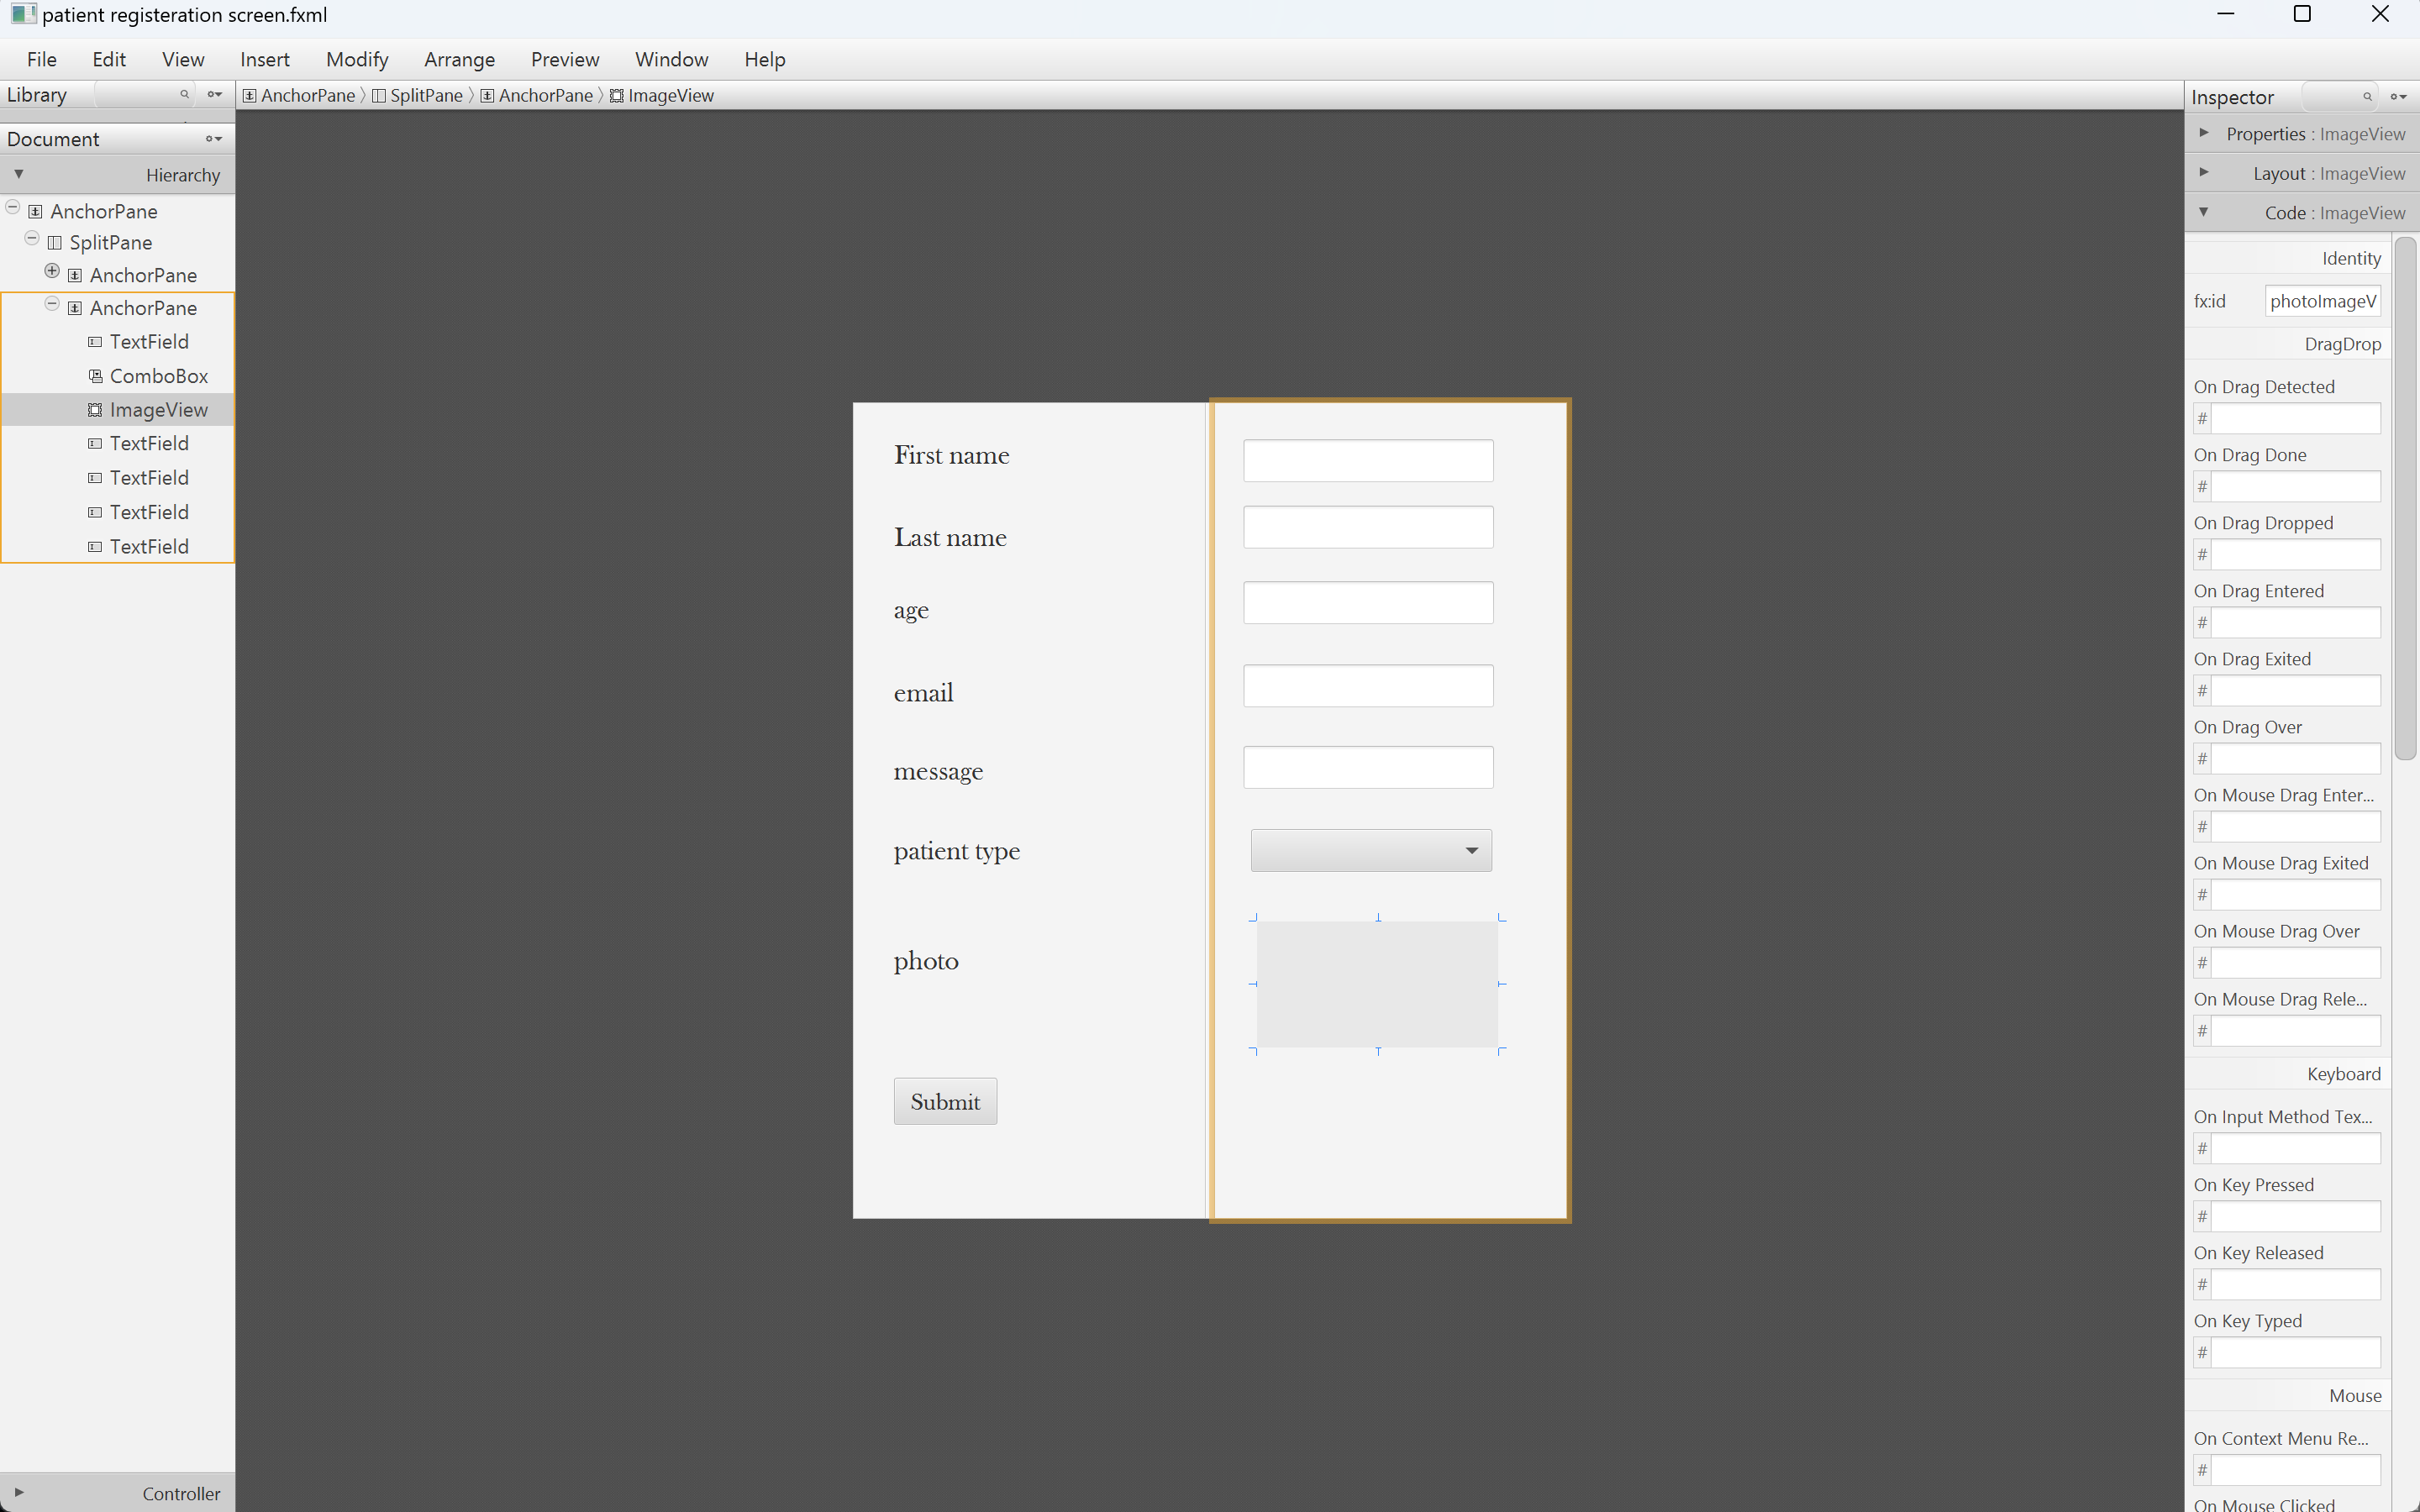 patient registeration screen.fxml
File Edit View Insert Modify Arrange Preview Window Help
Library
AnchorPane SplitPane AnchorPane ImageView
Document
Hierarchy
AnchorPane
SplitPane
AnchorPane
AnchorPane
TextField
ComboBox
ImageView
TextField
TextField
TextField
TextField
Controller
First name
Last name
age
email
message
patient type
photo
Submit
Inspector
Properties : ImageView
Layout : ImageView
Code : ImageView
Identity
fx:id photoImageV
DragDrop
On Drag Detected
#
On Drag Done
#
On Drag Dropped
#
On Drag Entered
#
On Drag Exited
#
On Drag Over
#
On Mouse Drag Enter...
#
On Mouse Drag Exited
#
On Mouse Drag Over
#
On Mouse Drag Rele...
#
Keyboard
On Input Method Tex...
#
On Key Pressed
#
On Key Released
#
On Key Typed
#
Mouse
On Context Menu Re...
#
On Mouse Clicked